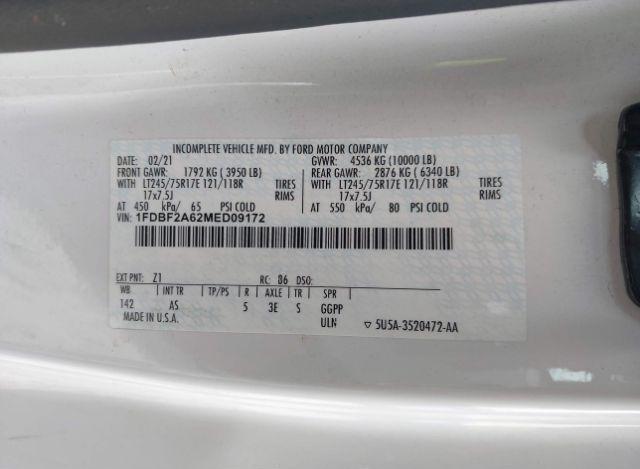 INCOMPLETE VEHICLE MFD. BY FORD MOTOR COMPANY
DATE: 02/21 GVWR: 4536 KG (10000 LB)
FRONT GAWR: 1792 KG ( 3950 LB) REAR GAWR: 2876 KG ( 6340 LB)
WITH LT245/75R17E 121/118R TIRES WITH LT245/75R17E 121/118R TIRES
17x7.5J RIMS 17x7.5J RIMS
AT 450 kPa/ 65 PSI COLD AT 550 kPa/ 80 PSI COLD
VIN: 1FDBF2A62MED09172
EXT PNT: Z1 RC: 86 DSO:
WB INT TR TP/PS R AXLE TR SPR
142 AS 5 3E S GGPP
MADE IN U.S.A. ULN ▽ 5U5A-3520472-AA